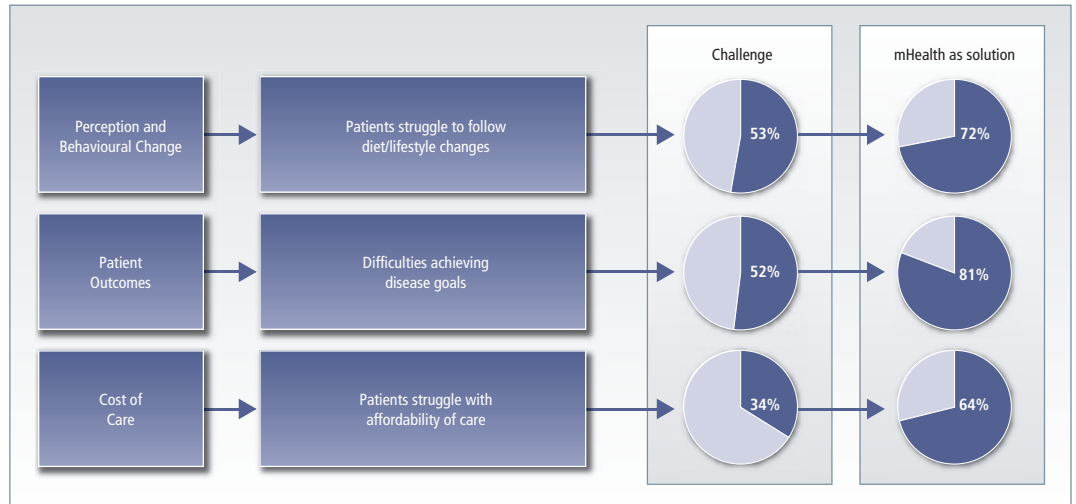 Challenge
mHealth as solution
Perception and
Behavioural Change
Patients struggle to follow
diet/lifestyle changes
53%
72%
Patient
Outcomes
Difficulties achieving
disease goals
52%
81%
Cost of
Care
Patients struggle with
affordability of care
34%
64%